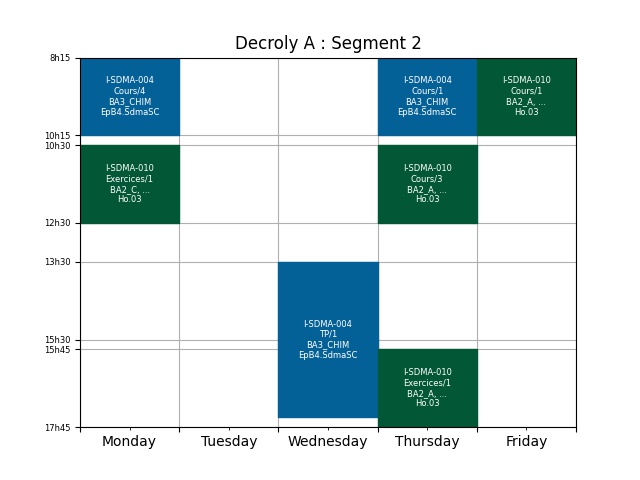 Decroly A : Segment 2
8h15
10h15
10h30
12h30
13h30
15h30
15h45
17h45
I-SDMA-004
Cours/4
BA3_CHIM
EpB4.SdmaSC
I-SDMA-010
Exercices/1
BA2_C, ...
Ho.03
I-SDMA-004
TP/1
BA3_CHIM
EpB4.SdmaSC
I-SDMA-004
Cours/1
BA3_CHIM
EpB4.SdmaSC
I-SDMA-010
Cours/3
BA2_A, ...
Ho.03
I-SDMA-010
Exercices/1
BA2_A, ...
Ho.03
I-SDMA-010
Cours/1
BA2_A, ...
Ho.03
Monday
Tuesday
Wednesday
Thursday
Friday